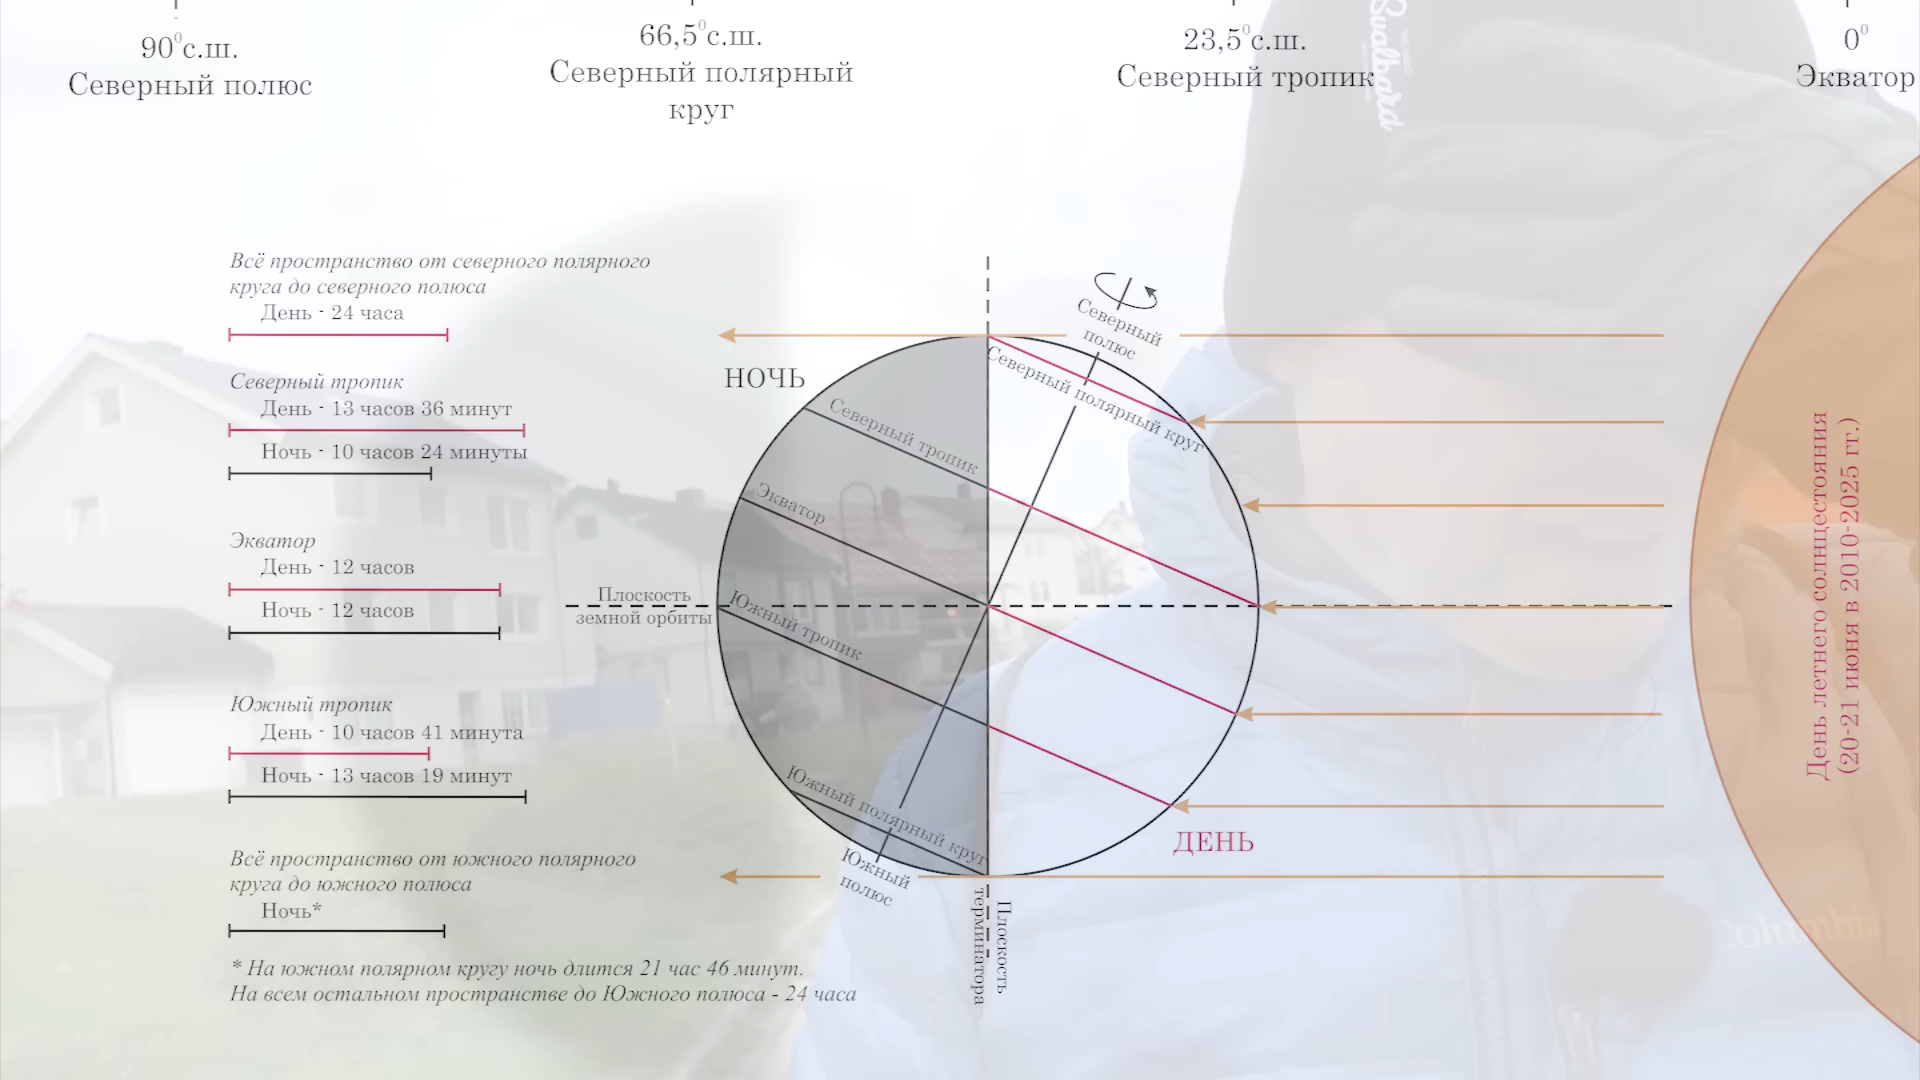 90⁰с.ш.
Северный полюс
66,5⁰с.ш.
Северный полярный
круг
23,5⁰с.ш.
Северный тропик
0⁰
Экватор
Svalbard
Всё пространство от северного полярного
круга до северного полюса
День - 24 часа
Северный тропик
День - 13 часов 36 минут
Ночь - 10 часов 24 минуты
Экватор
День - 12 часов
Ночь - 12 часов
Южный тропик
День - 10 часов 41 минута
Ночь - 13 часов 19 минут
Всё пространство от южного полярного
круга до южного полюса
Ночь*
* На южном полярном кругу ночь длится 21 час 46 минут.
На всем остальном пространстве до Южного полюса - 24 часа
НОЧЬ
Северный
полюс
Северный полярный круг
Северный тропик
Экватор
Плоскость
земной орбиты
Южный тропик
Южный полярный круг
Южный
полюс
ДЕНЬ
Плоскость
терминатора
День летнего солнцестояния
(20-21 июня в 2010-2025 гг.)
Columbia